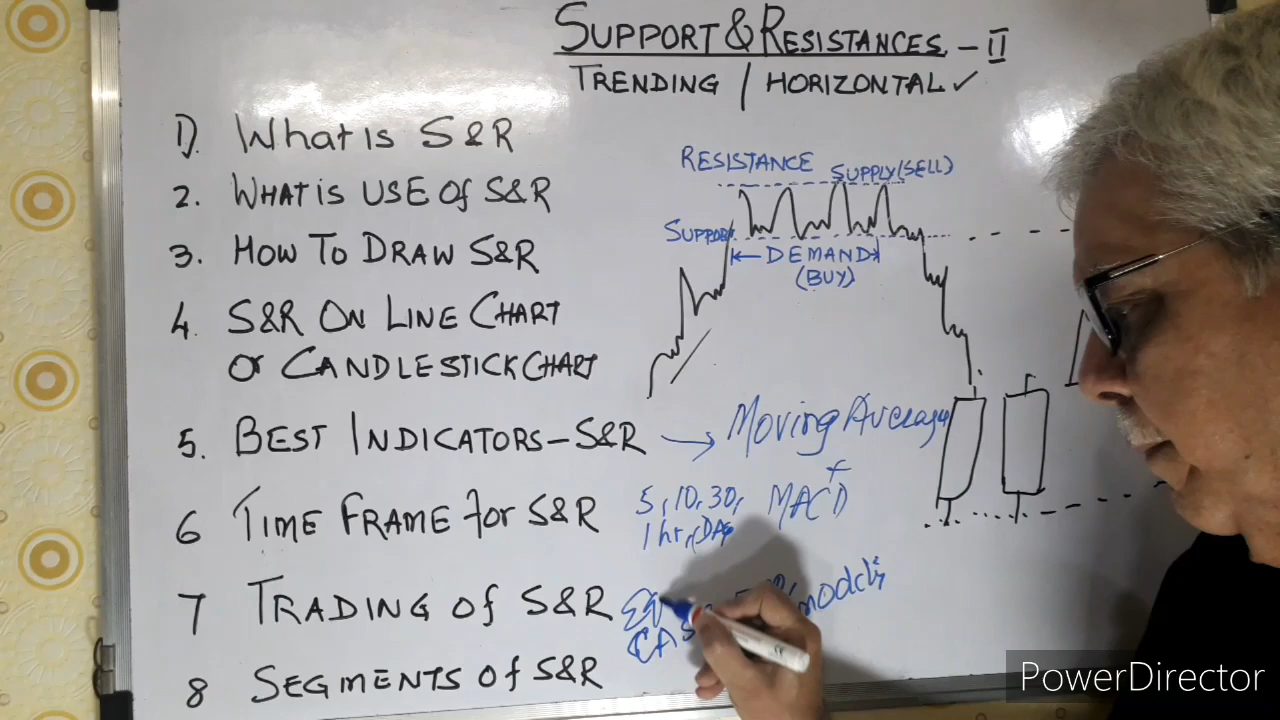 SUPPORT & RESISTANCES - II
TRENDING / HORIZONTAL ✓
1) What is S&R
2. WHAT is USE Of S&R
3. HOW TO DRAW S&R
4. S&R ON LINE CHART
or CANDLESTICK CHART
5. BEST INDICATORS - S&R → Moving Average
+
MACD
6 TIME FRAME for S&R 5, 10, 30,
1 hr, DAY
7 TRADING Of S&R
8 SEGMENTS Of S&R
RESISTANCE SUPPLY (SELL)
SUPPORT
DEMAND
(BUY)
PowerDirector